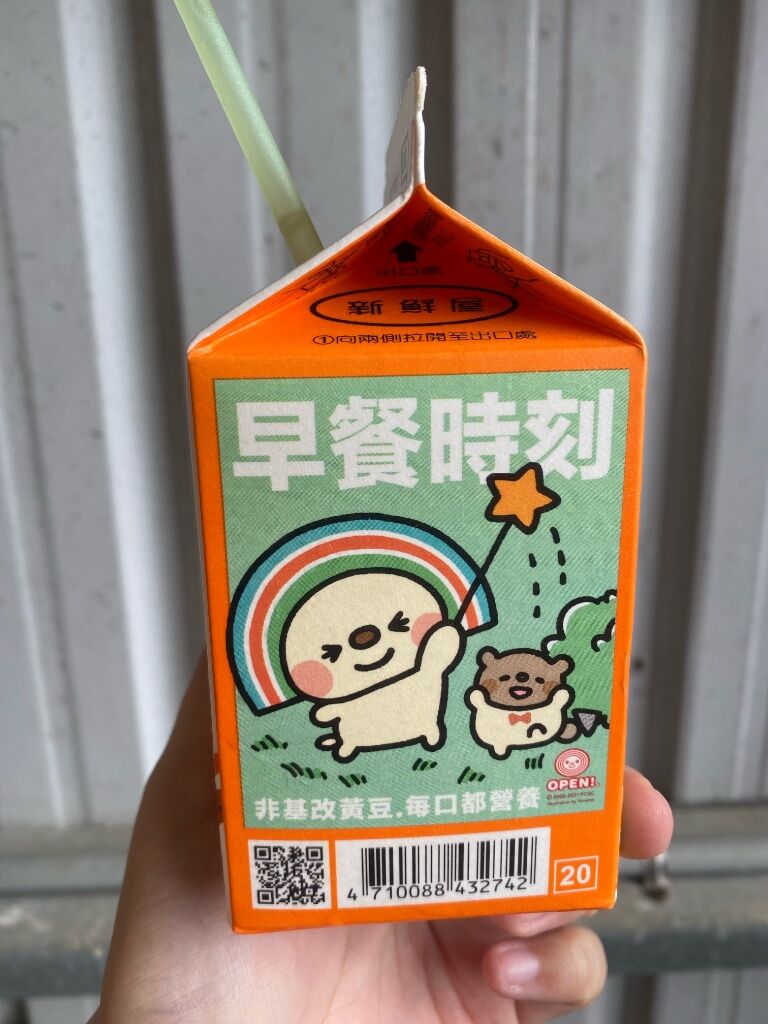 出口處
新鮮屋
①向兩側拉開至出口處
早餐時刻
非基改黃豆.每口都營養
OPEN!
4 710088 432742
20